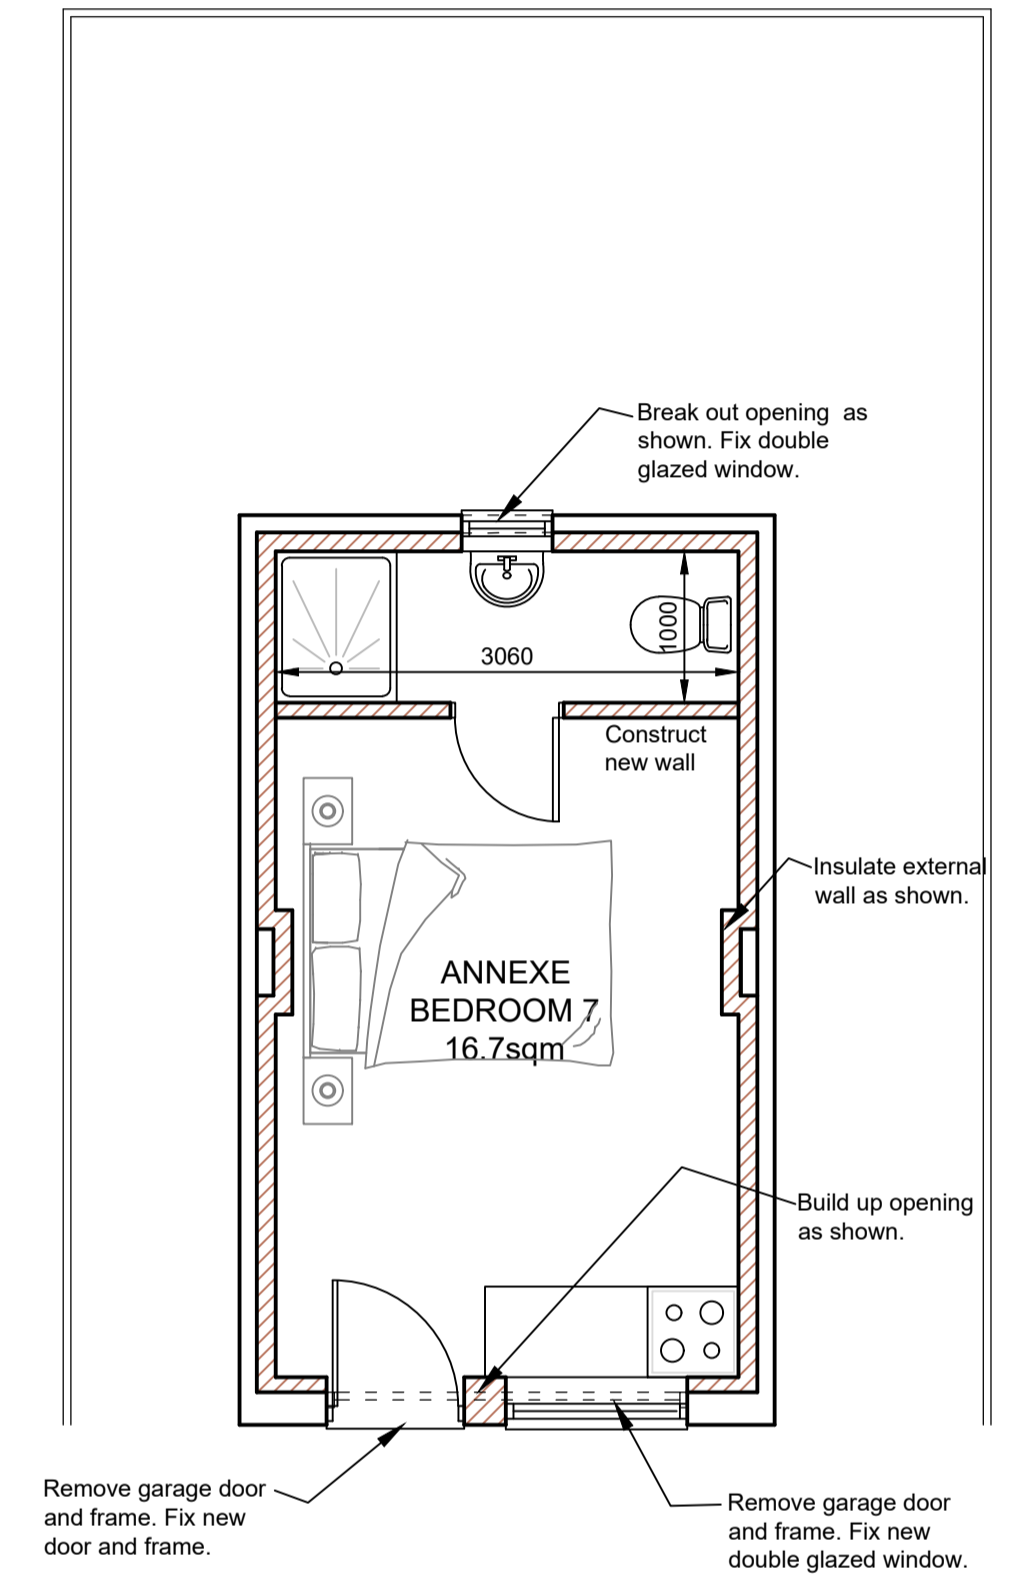 Break out opening as
shown. Fix double
glazed window.
1000
3060
Construct
new wall
Insulate external
wall as shown.
ANNEXE
BEDROOM 7
16.7sqm
Build up opening
as shown.
Remove garage door
and frame. Fix new
door and frame.
Remove garage door
and frame. Fix new
double glazed window.